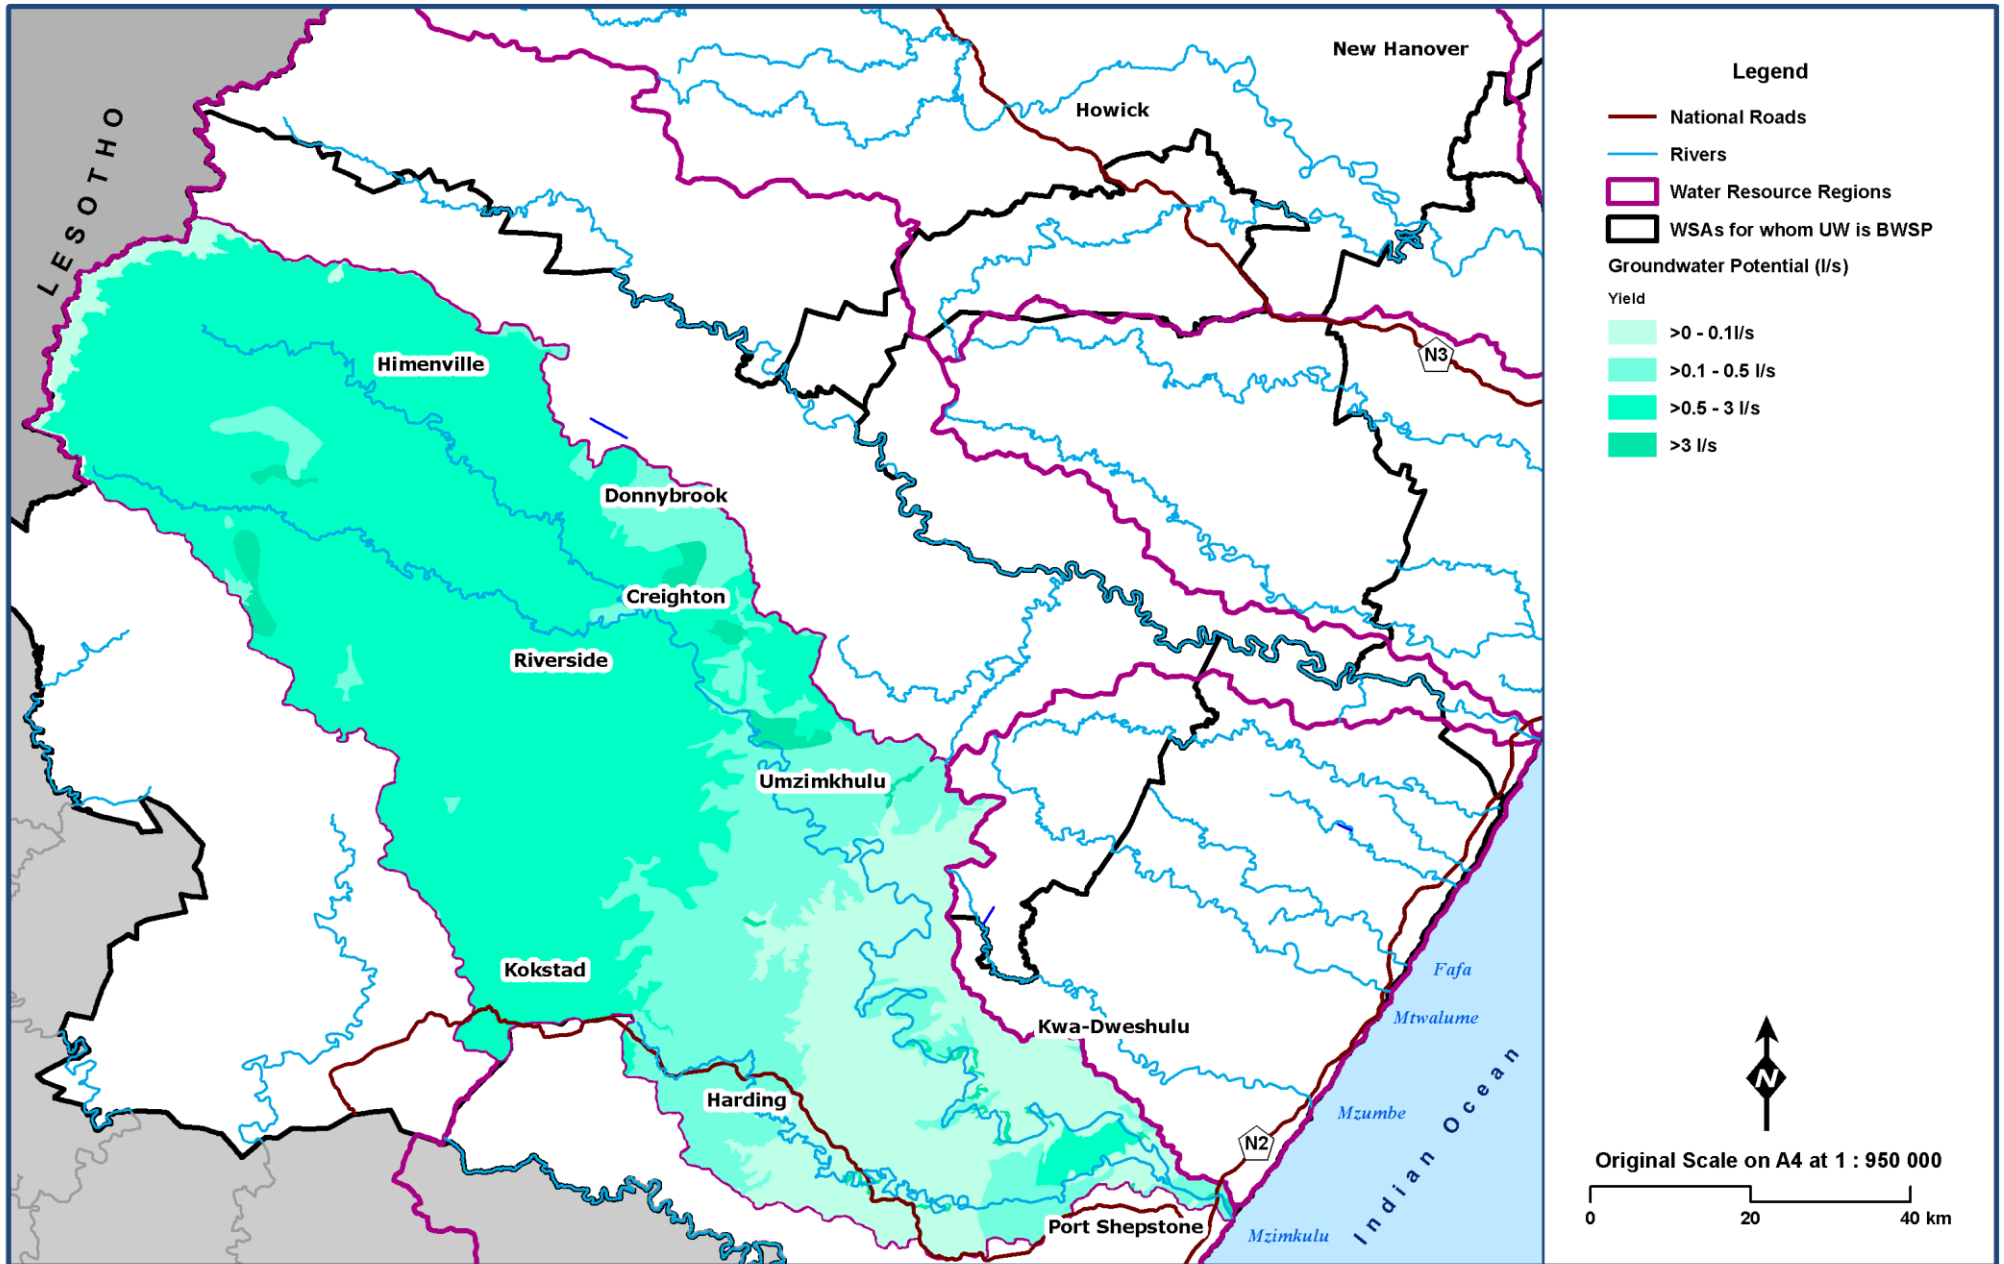 New Hanover
Howick
LESOTHO
N3
Himenville
Donnybrook
Creighton
Riverside
Umzimkhulu
Kokstad
Kwa-Dweshulu
Harding
N2
Port Shepstone
Fafa
Mtwalume
Mzumbe
Mzimkulu
Indian Ocean
Legend
National Roads
Rivers
Water Resource Regions
WSAs for whom UW is BWSP
Groundwater Potential (l/s)
Yield
>0 - 0.1l/s
>0.1 - 0.5 l/s
>0.5 - 3 l/s
>3 l/s
N
Original Scale on A4 at 1 : 950 000
0 20 40 km